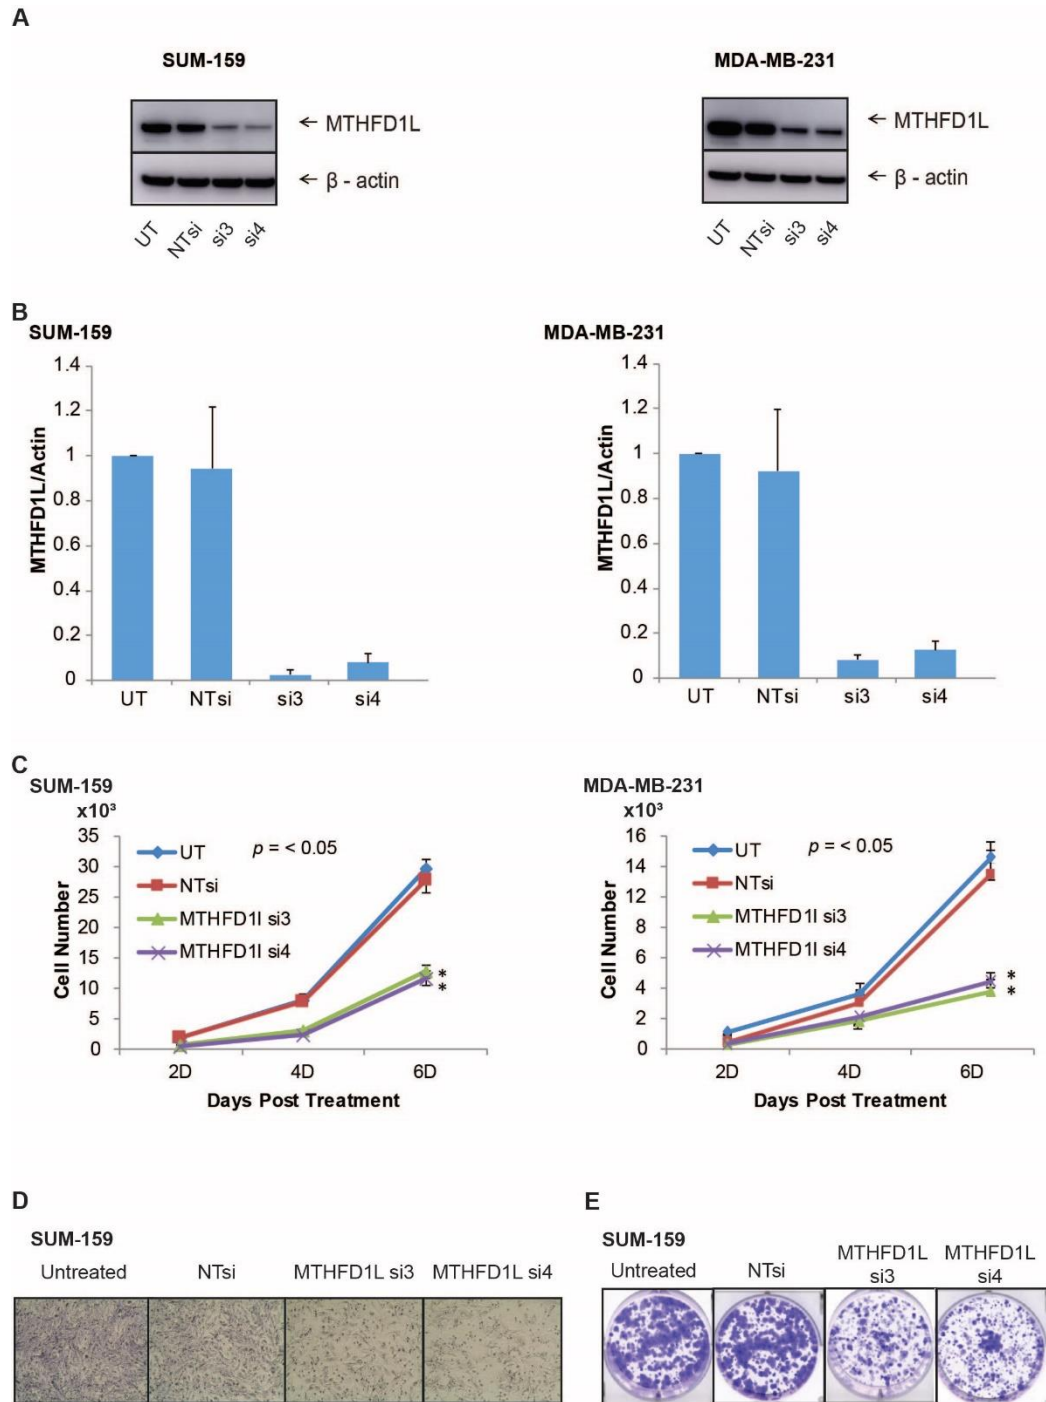 A
SUM-159
MDA-MB-231
← MTHFD1L
← β - actin
UT NTsi si3 si4
← MTHFD1L
← β - actin
UT NTsi si3 si4
B
SUM-159
MTHFD1L/Actin
1.4
1.2
1
0.8
0.6
0.4
0.2
0
UT NTsi si3 si4
MDA-MB-231
MTHFD1L/Actin
1.4
1.2
1
0.8
0.6
0.4
0.2
0
UT NTsi si3 si4
C
SUM-159
x10³
Cell Number
35
30
25
20
15
10
5
0
UT
NTsi
MTHFD1l si3
MTHFD1l si4
p = < 0.05
*
*
2D 4D 6D
Days Post Treatment
MDA-MB-231
x10³
Cell Number
16
14
12
10
8
6
4
2
0
UT
NTsi
MTHFD1l si3
MTHFD1l si4
p = < 0.05
*
*
2D 4D 6D
Days Post Treatment
D
SUM-159
Untreated NTsi MTHFD1L si3 MTHFD1L si4
E
SUM-159
Untreated
NTsi
MTHFD1L
si3
MTHFD1L
si4